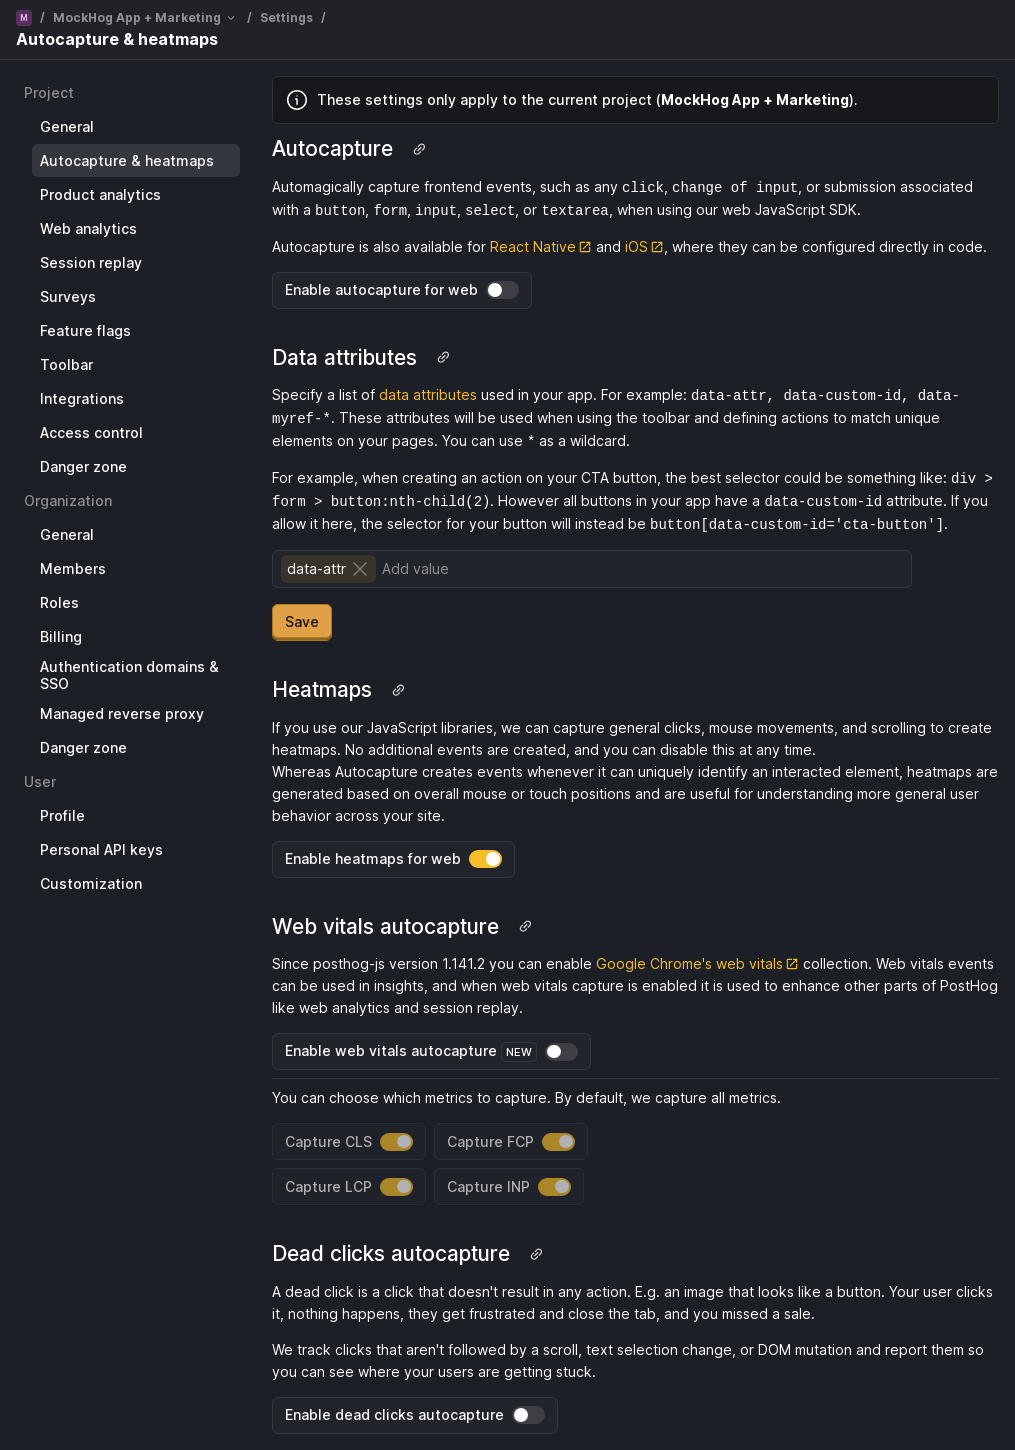 M / MockHog App + Marketing / Settings /
Autocapture & heatmaps
Project
General
Autocapture & heatmaps
Product analytics
Web analytics
Session replay
Surveys
Feature flags
Toolbar
Integrations
Access control
Danger zone
Organization
General
Members
Roles
Billing
Authentication domains &
SSO
Managed reverse proxy
Danger zone
User
Profile
Personal API keys
Customization
These settings only apply to the current project (MockHog App + Marketing).
Autocapture
Automagically capture frontend events, such as any click, change of input, or submission associated
with a button, form, input, select, or textarea, when using our web JavaScript SDK.
Autocapture is also available for React Native and iOS, where they can be configured directly in code.
Enable autocapture for web
Data attributes
Specify a list of data attributes used in your app. For example: data-attr, data-custom-id, data-
myref-*. These attributes will be used when using the toolbar and defining actions to match unique
elements on your pages. You can use * as a wildcard.
For example, when creating an action on your CTA button, the best selector could be something like: div >
form > button:nth-child(2). However all buttons in your app have a data-custom-id attribute. If you
allow it here, the selector for your button will instead be button[data-custom-id='cta-button'].
data-attr Add value
Save
Heatmaps
If you use our JavaScript libraries, we can capture general clicks, mouse movements, and scrolling to create
heatmaps. No additional events are created, and you can disable this at any time.
Whereas Autocapture creates events whenever it can uniquely identify an interacted element, heatmaps are
generated based on overall mouse or touch positions and are useful for understanding more general user
behavior across your site.
Enable heatmaps for web
Web vitals autocapture
Since posthog-js version 1.141.2 you can enable Google Chrome's web vitals collection. Web vitals events
can be used in insights, and when web vitals capture is enabled it is used to enhance other parts of PostHog
like web analytics and session replay.
Enable web vitals autocapture NEW
You can choose which metrics to capture. By default, we capture all metrics.
Capture CLS Capture FCP
Capture LCP Capture INP
Dead clicks autocapture
A dead click is a click that doesn't result in any action. E.g. an image that looks like a button. Your user clicks
it, nothing happens, they get frustrated and close the tab, and you missed a sale.
We track clicks that aren't followed by a scroll, text selection change, or DOM mutation and report them so
you can see where your users are getting stuck.
Enable dead clicks autocapture